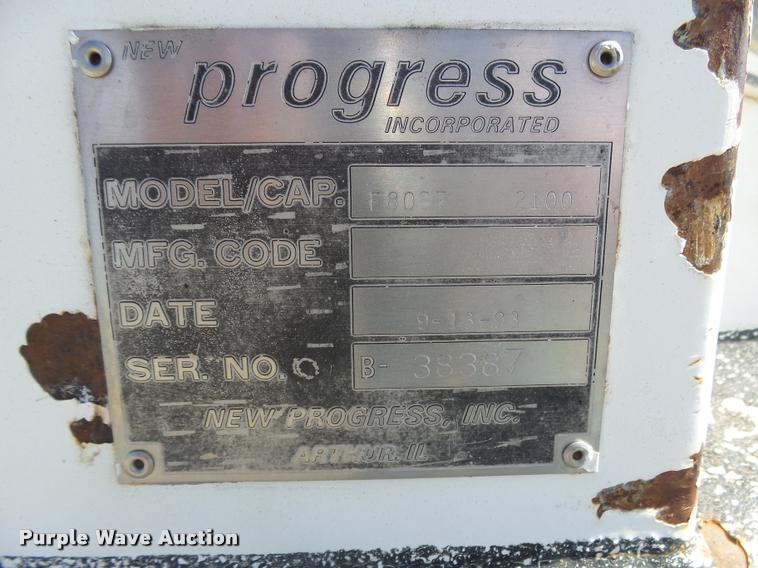 NEW
progress
INCORPORATED
MODEL/CAP. 2100
MFG. CODE
DATE
SER. NO. B- 38387
NEW PROGRESS, INC.
ARTHUR, IL
Purple Wave Auction